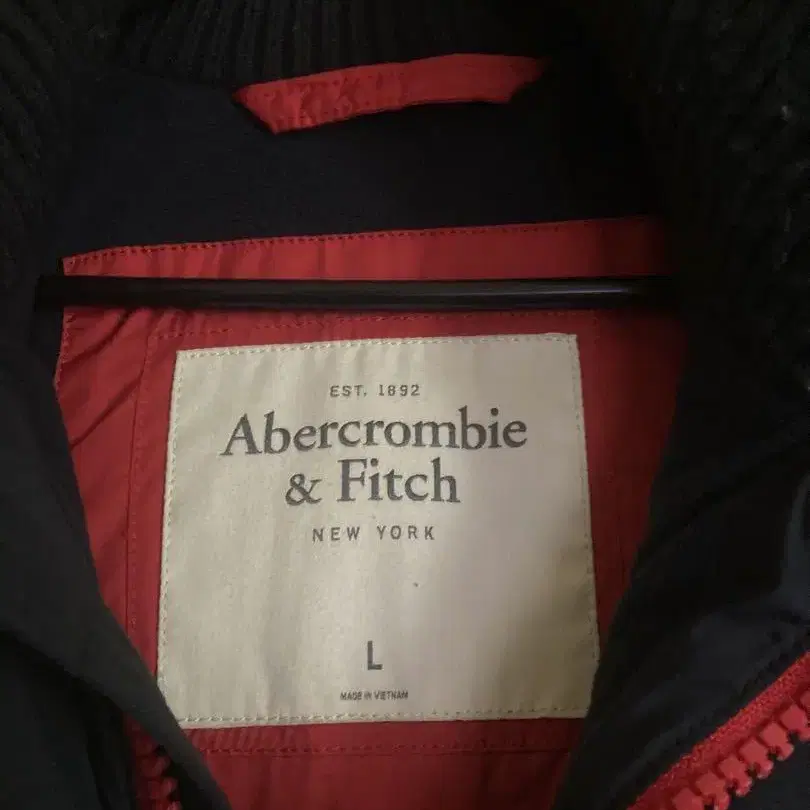 EST. 1892
Abercrombie
& Fitch
NEW YORK
L
MADE IN VIETNAM